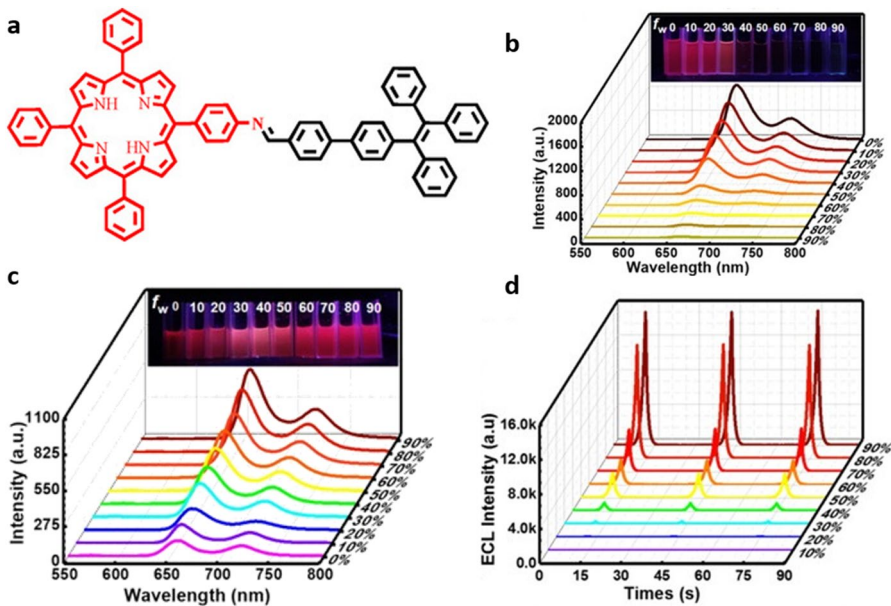 a
NH
N
N
HN
N
b
fw 0 10 20 30 40 50 60 70 80 90
2000
1600
1200
800
400
0
Intensity (a.u.)
0%
10%
20%
30%
40%
50%
60%
70%
80%
90%
550 600 650 700 750 800
Wavelength (nm)
c
fw 0 10 20 30 40 50 60 70 80 90
1100
825
550
275
0
Intensity (a.u.)
90%
80%
70%
60%
50%
40%
30%
20%
10%
0%
550 600 650 700 750 800
Wavelength (nm)
d
16.0k
12.0k
8.0k
4.0k
0.0
ECL Intensity (a.u)
90%
80%
70%
60%
50%
40%
30%
20%
10%
0 15 30 45 60 75 90
Times (s)